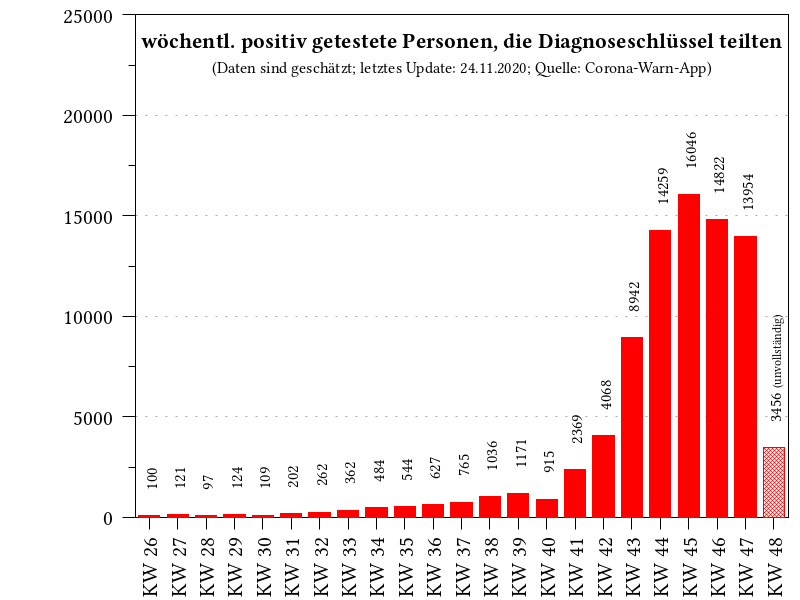 wöchentl. positiv getestete Personen, die Diagnoseschlüssel teilten
(Daten sind geschätzt; letztes Update: 24.11.2020; Quelle: Corona-Warn-App)
25000
20000
15000
10000
5000
0
100
121
97
124
109
202
262
362
484
544
627
765
1036
1171
915
2369
4068
8942
14259
16046
14822
13954
3456 (unvollständig)
KW 26
KW 27
KW 28
KW 29
KW 30
KW 31
KW 32
KW 33
KW 34
KW 35
KW 36
KW 37
KW 38
KW 39
KW 40
KW 41
KW 42
KW 43
KW 44
KW 45
KW 46
KW 47
KW 48